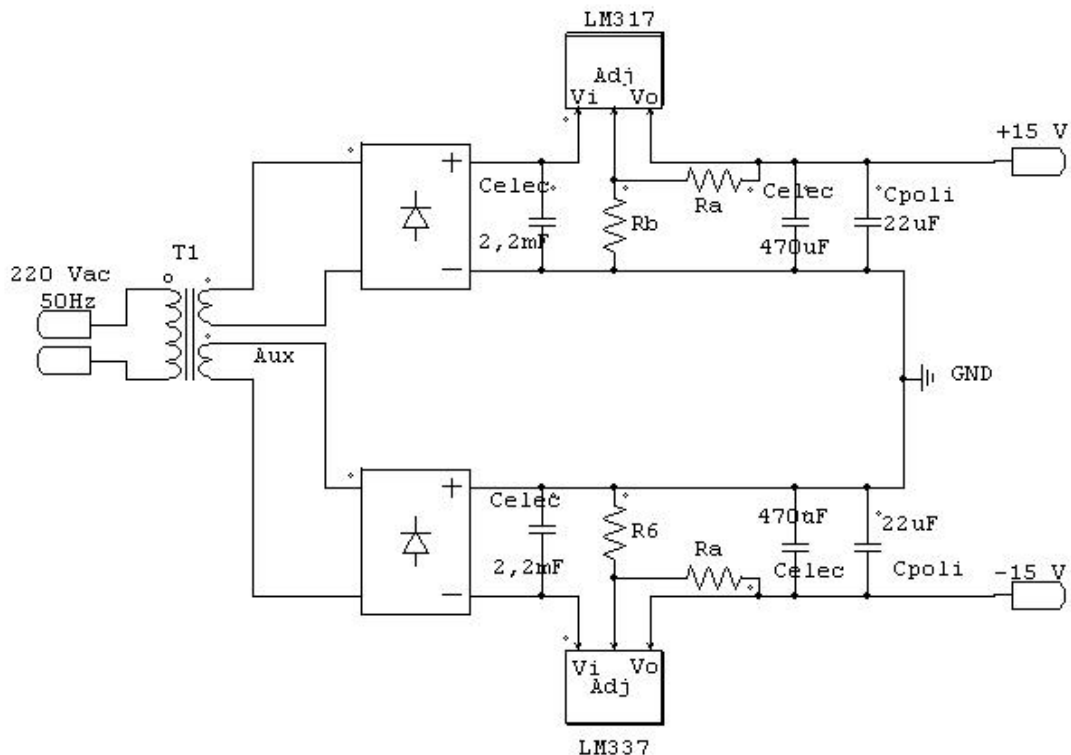 LM317
Adj
Vi
Vo
+15 V
+
Celec
2,2mF
Rb
Ra
Celec
470uF
Cpoli
22uF
T1
220 Vac
50Hz
Aux
GND
+
Celec
2,2mF
R6
Ra
470uF
Celec
22uF
Cpoli
-15 V
Vi
Vo
Adj
LM337